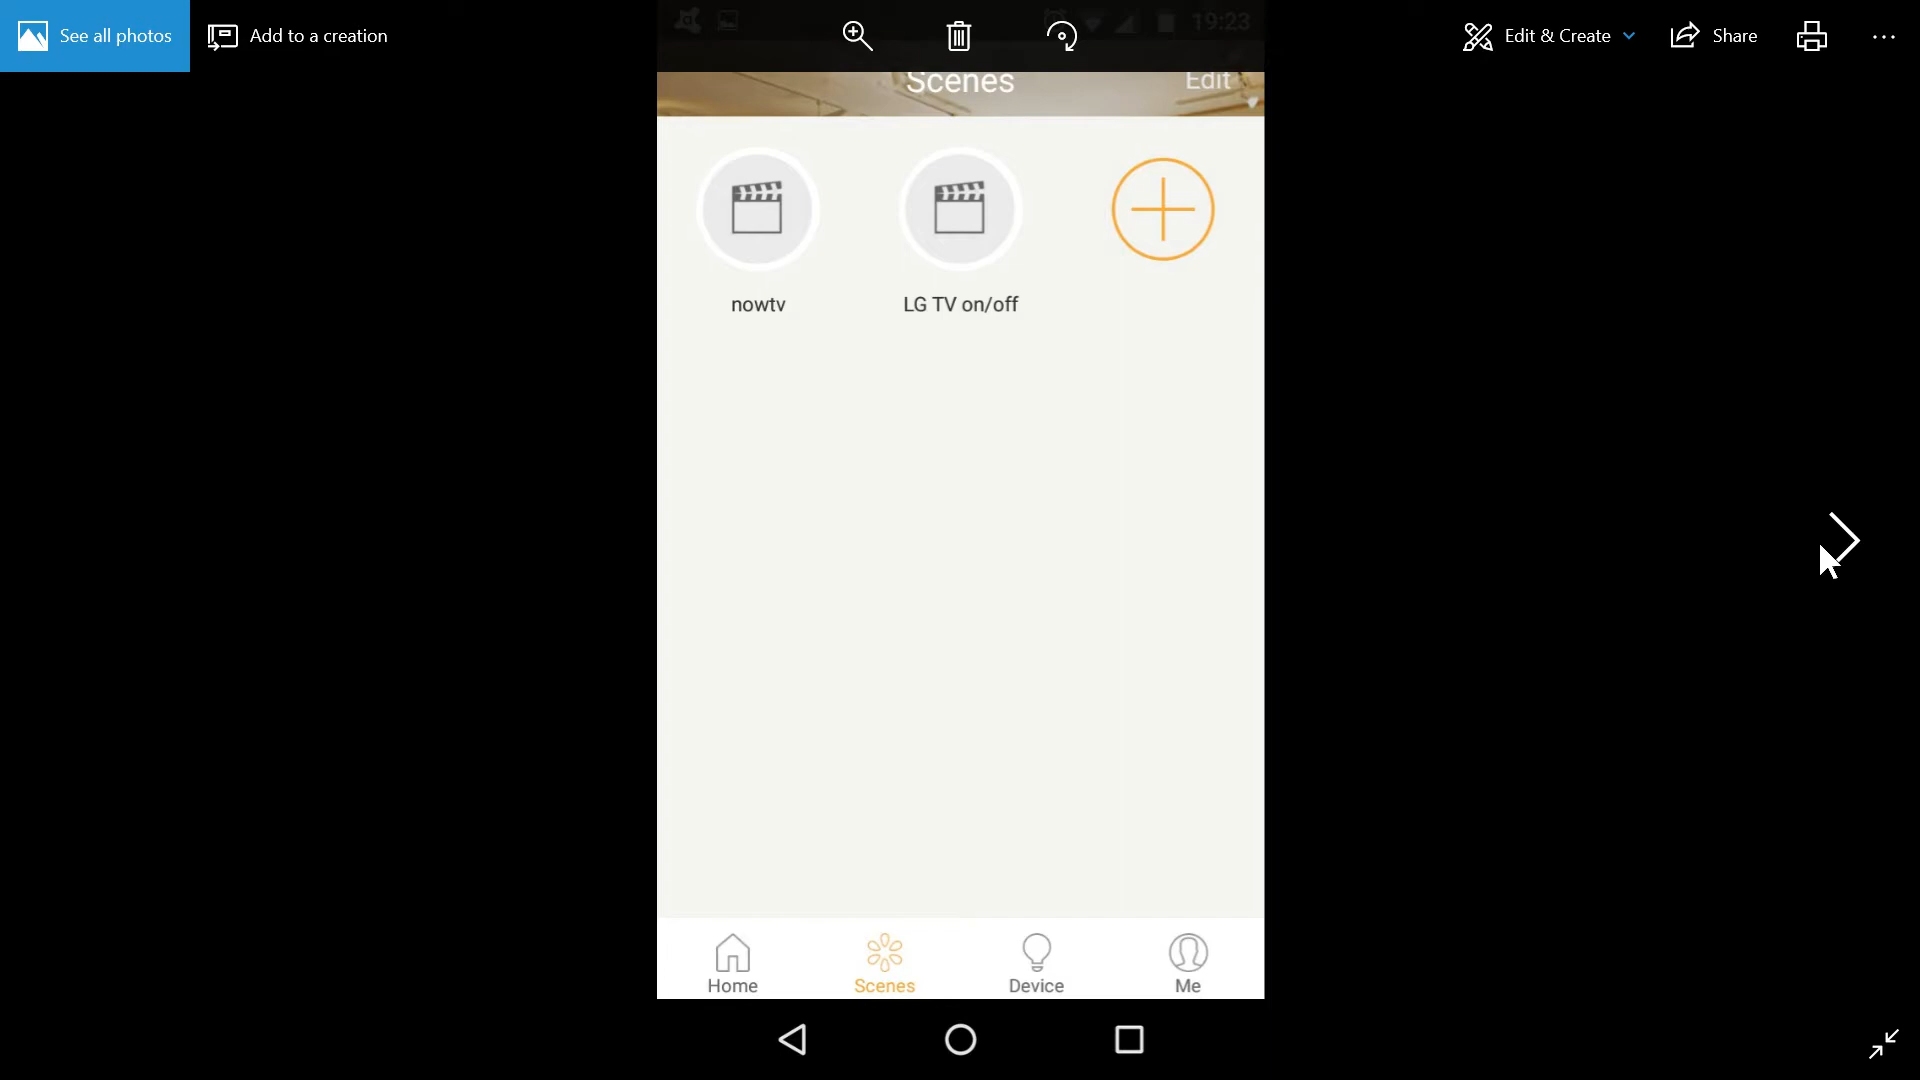 See all photos
Add to a creation
Edit & Create
Share
19:23
Scenes
Edit
nowtv
LG TV on/off
Home
Scenes
Device
Me